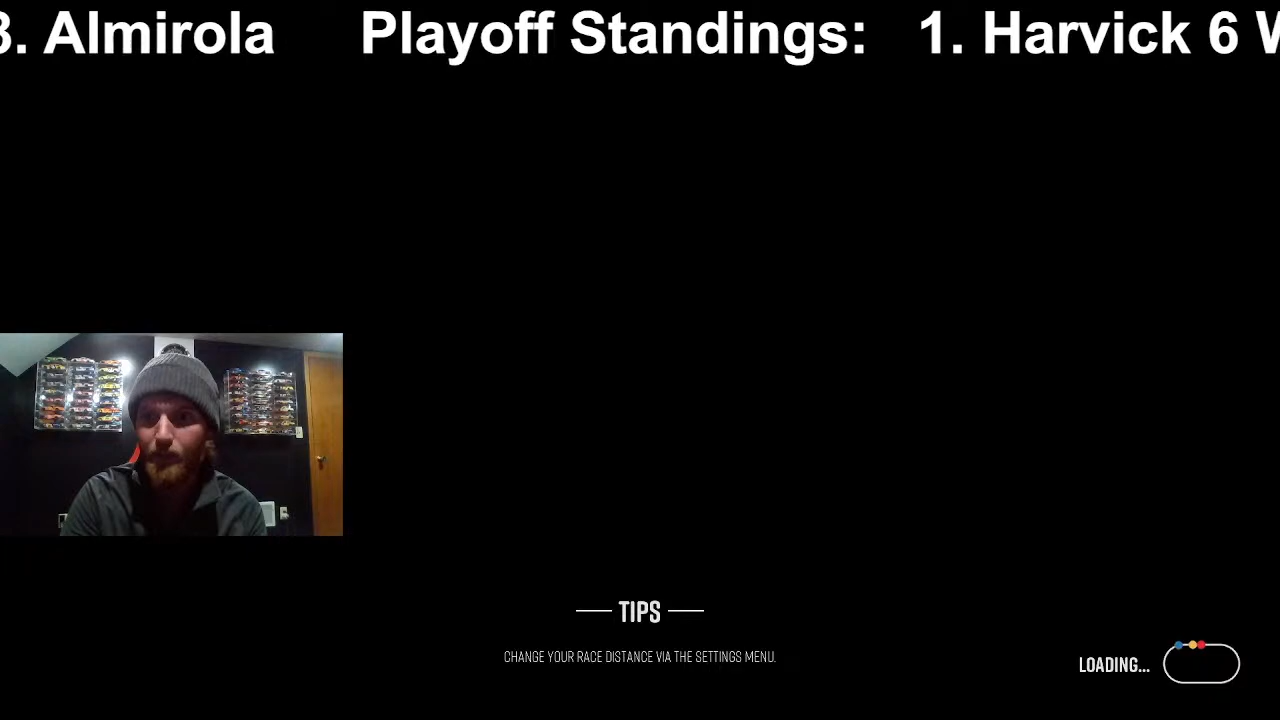 3. Almirola Playoff Standings: 1. Harvick 6 W
TIPS
CHANGE YOUR RACE DISTANCE VIA THE SETTINGS MENU.
LOADING...